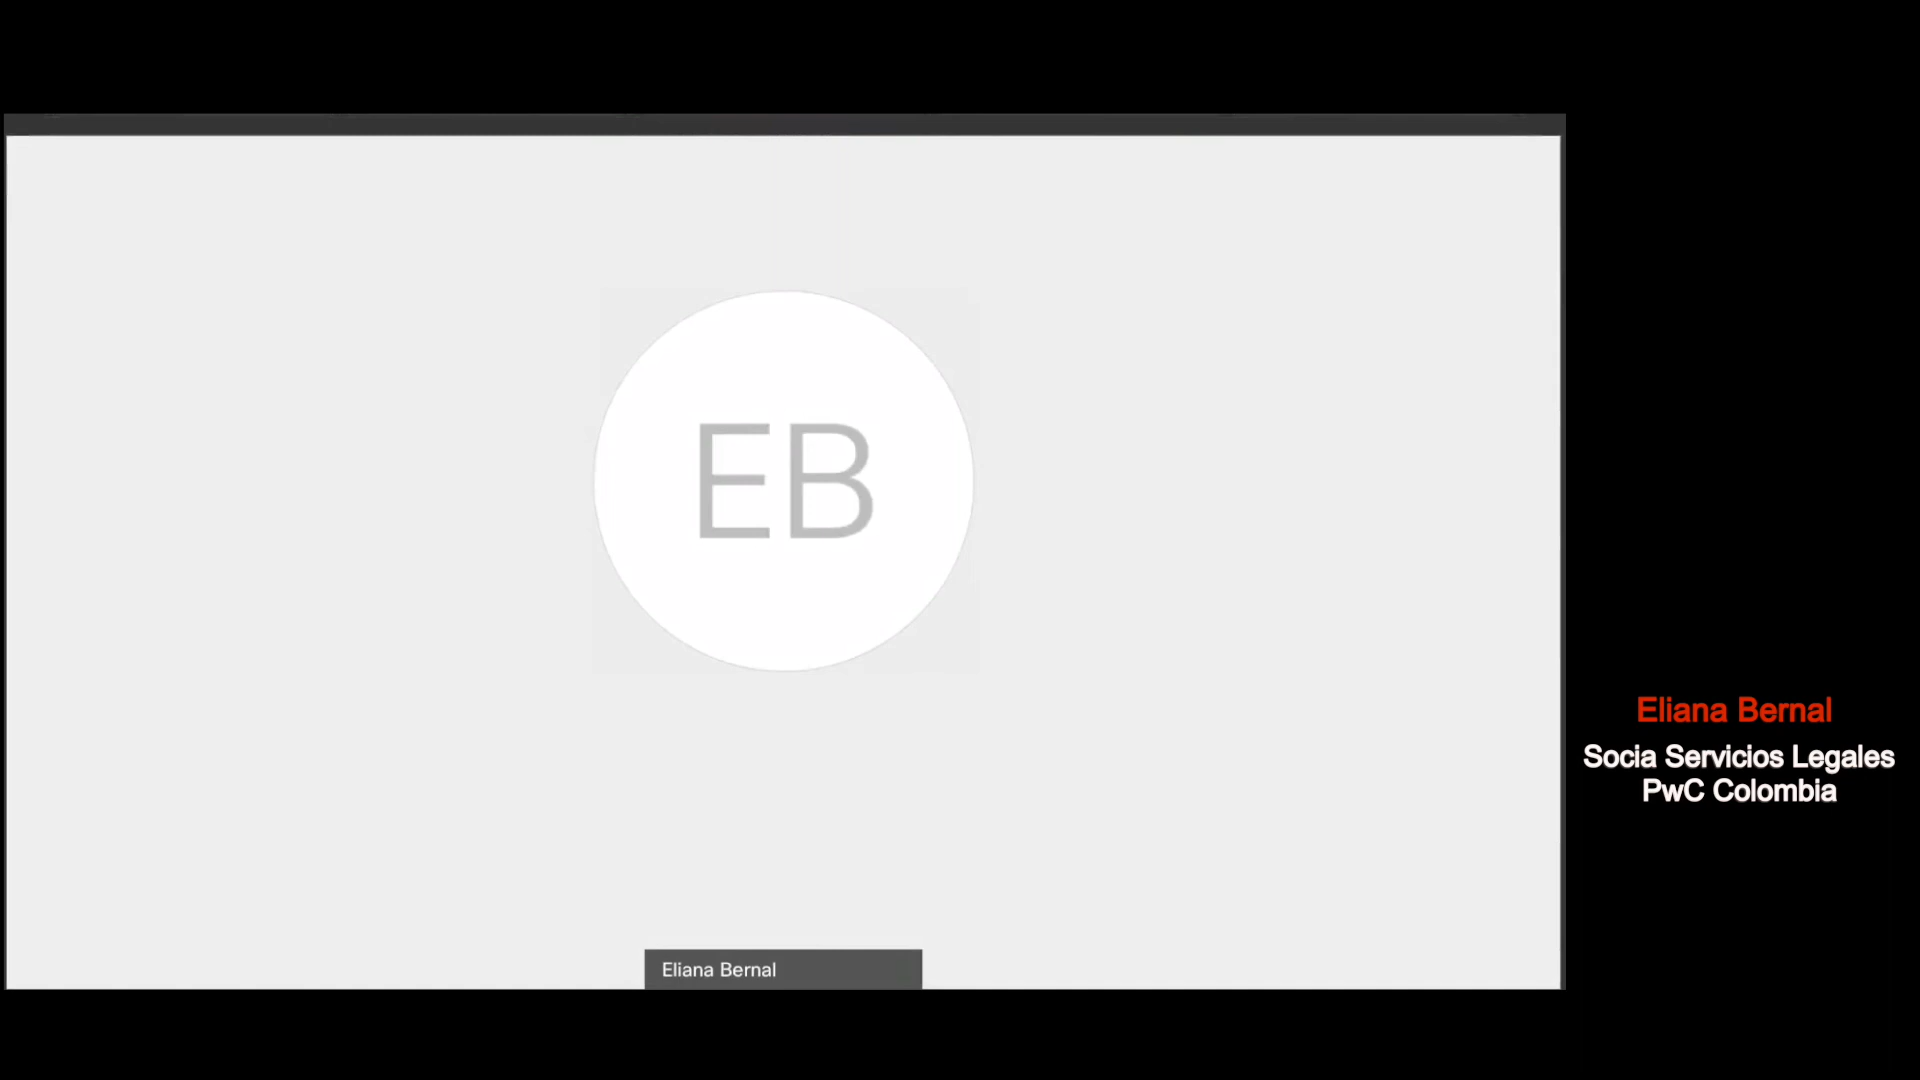 EB
Eliana Bernal
Socia Servicios Legales
PwC Colombia
Eliana Bernal